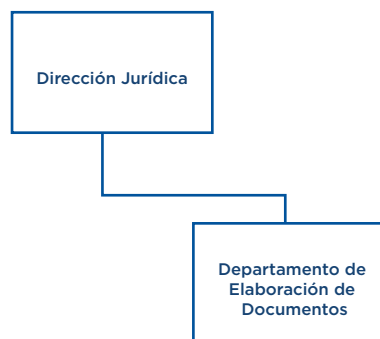 Dirección Jurídica
Departamento de
Elaboración de
Documentos